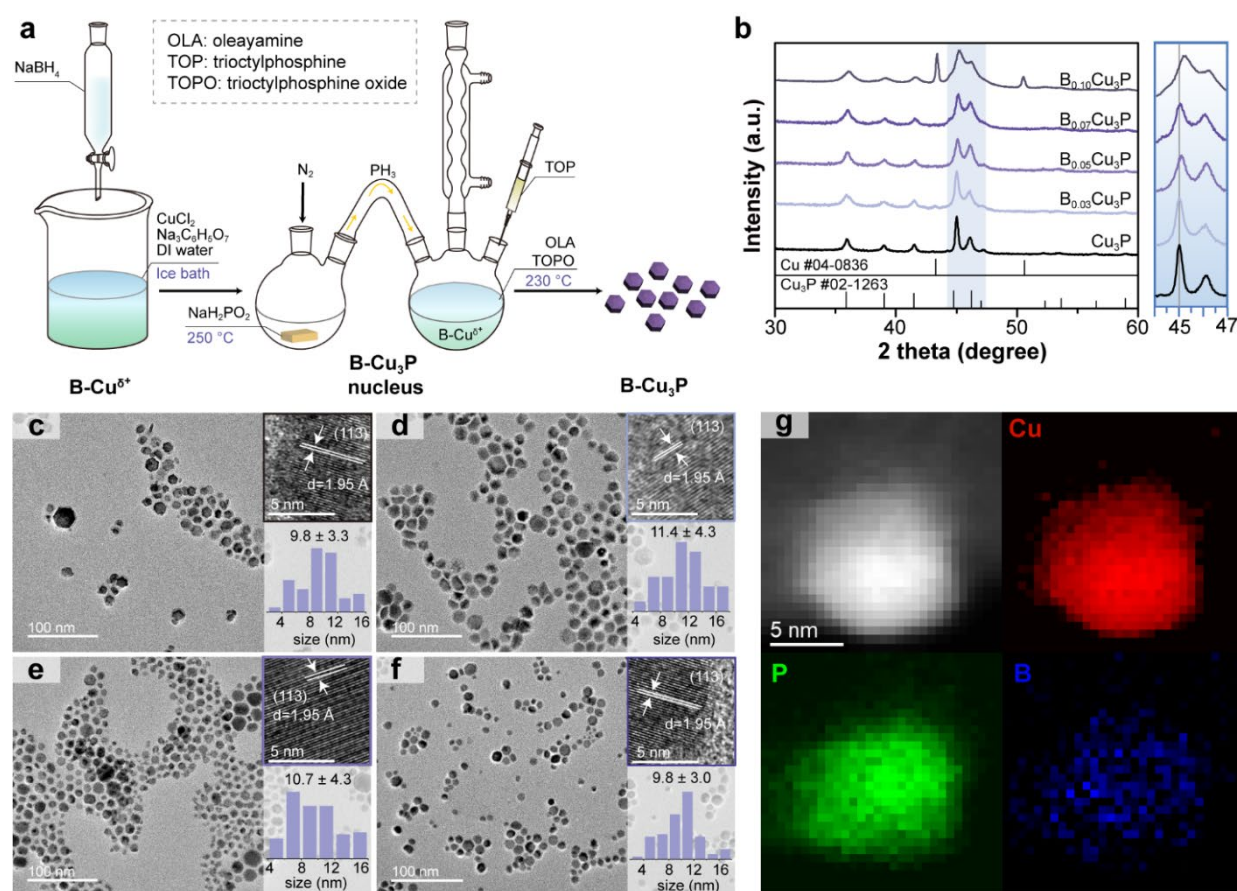 a
NaBH₄
OLA: oleayamine
TOP: trioctylphosphine
TOPO: trioctylphosphine oxide
N₂
PH₃
TOP
CuCl₂
Na₃C₆H₅O₇
DI water
Ice bath
OLA
TOPO
230 °C
NaH₂PO₂
250 °C
B-Cuᵟ⁺
B-Cuᵟ⁺
B-Cu₃P
nucleus
B-Cu₃P
b
Intensity (a.u.)
B₀.₁₀Cu₃P
B₀.₀₇Cu₃P
B₀.₀₅Cu₃P
B₀.₀₃Cu₃P
Cu₃P
Cu #04-0836
Cu₃P #02-1263
30 40 50 60
2 theta (degree)
45 47
c
100 nm
(113)
d=1.95 Å
5 nm
9.8 ± 3.3
4 8 12 16
size (nm)
d
100 nm
(113)
d=1.95 Å
5 nm
11.4 ± 4.3
4 8 12 16
size (nm)
e
100 nm
(113)
d=1.95 Å
5 nm
10.7 ± 4.3
4 8 12 16
size (nm)
f
100 nm
(113)
d=1.95 Å
5 nm
9.8 ± 3.0
4 8 12 16
size (nm)
g
5 nm
Cu
P
B